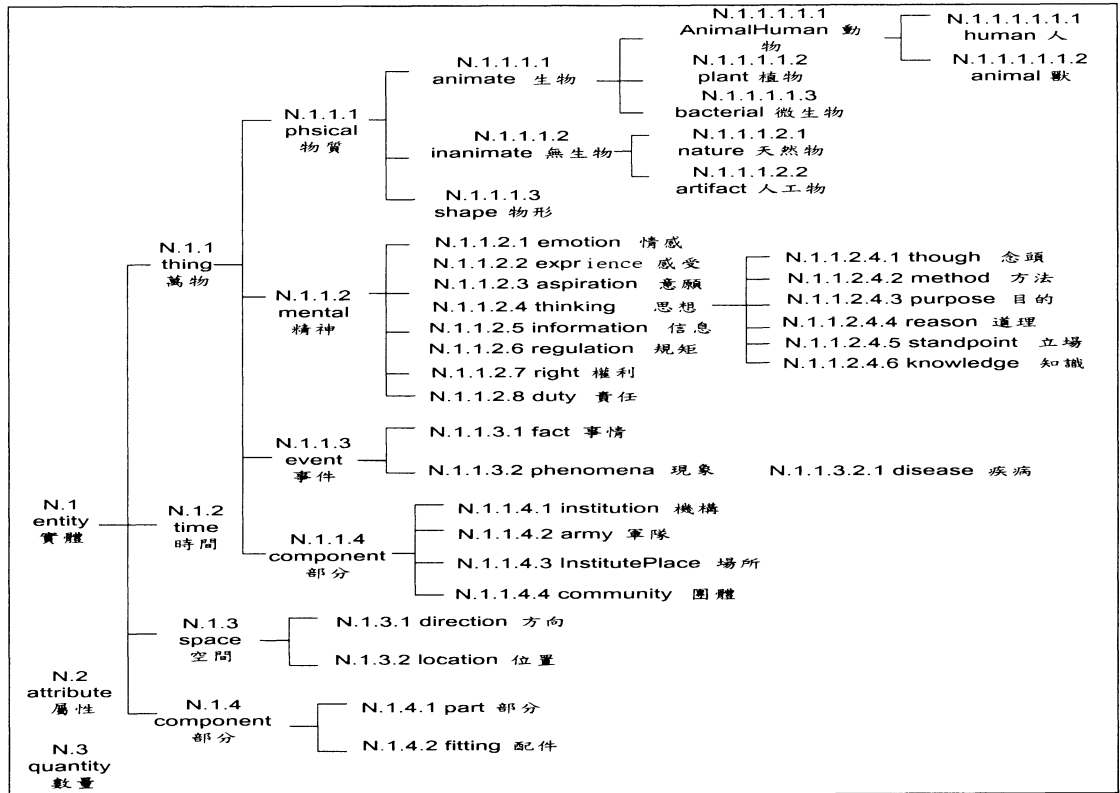 N.1
entity
實體
N.1.1
thing
萬物
N.1.1.1
phsical
物質
N.1.1.1.1
animate 生物
N.1.1.1.1.1
AnimalHuman 動
物
N.1.1.1.1.1.1
human 人
N.1.1.1.1.1.2
animal 獸
N.1.1.1.1.2
plant 植物
N.1.1.1.1.3
bacterial 微生物
N.1.1.1.2
inanimate 無生物
N.1.1.1.2.1
nature 天然物
N.1.1.1.2.2
artifact 人工物
N.1.1.1.3
shape 物形
N.1.1.2
mental
精神
N.1.1.2.1 emotion 情感
N.1.1.2.2 exprience 感受
N.1.1.2.3 aspiration 意願
N.1.1.2.4 thinking 思想
N.1.1.2.4.1 though 念頭
N.1.1.2.4.2 method 方法
N.1.1.2.4.3 purpose 目的
N.1.1.2.4.4 reason 道理
N.1.1.2.4.5 standpoint 立場
N.1.1.2.4.6 knowledge 知識
N.1.1.2.5 information 信息
N.1.1.2.6 regulation 規矩
N.1.1.2.7 right 權利
N.1.1.2.8 duty 責任
N.1.1.3
event
事件
N.1.1.3.1 fact 事情
N.1.1.3.2 phenomena 現象
N.1.1.3.2.1 disease 疾病
N.1.1.4
component
部分
N.1.1.4.1 institution 機構
N.1.1.4.2 army 軍隊
N.1.1.4.3 InstitutePlace 場所
N.1.1.4.4 community 團體
N.1.2
time
時間
N.1.3
space
空間
N.1.3.1 direction 方向
N.1.3.2 location 位置
N.1.4
component
部分
N.1.4.1 part 部分
N.1.4.2 fitting 配件
N.2
attribute
屬性
N.3
quantity
數量